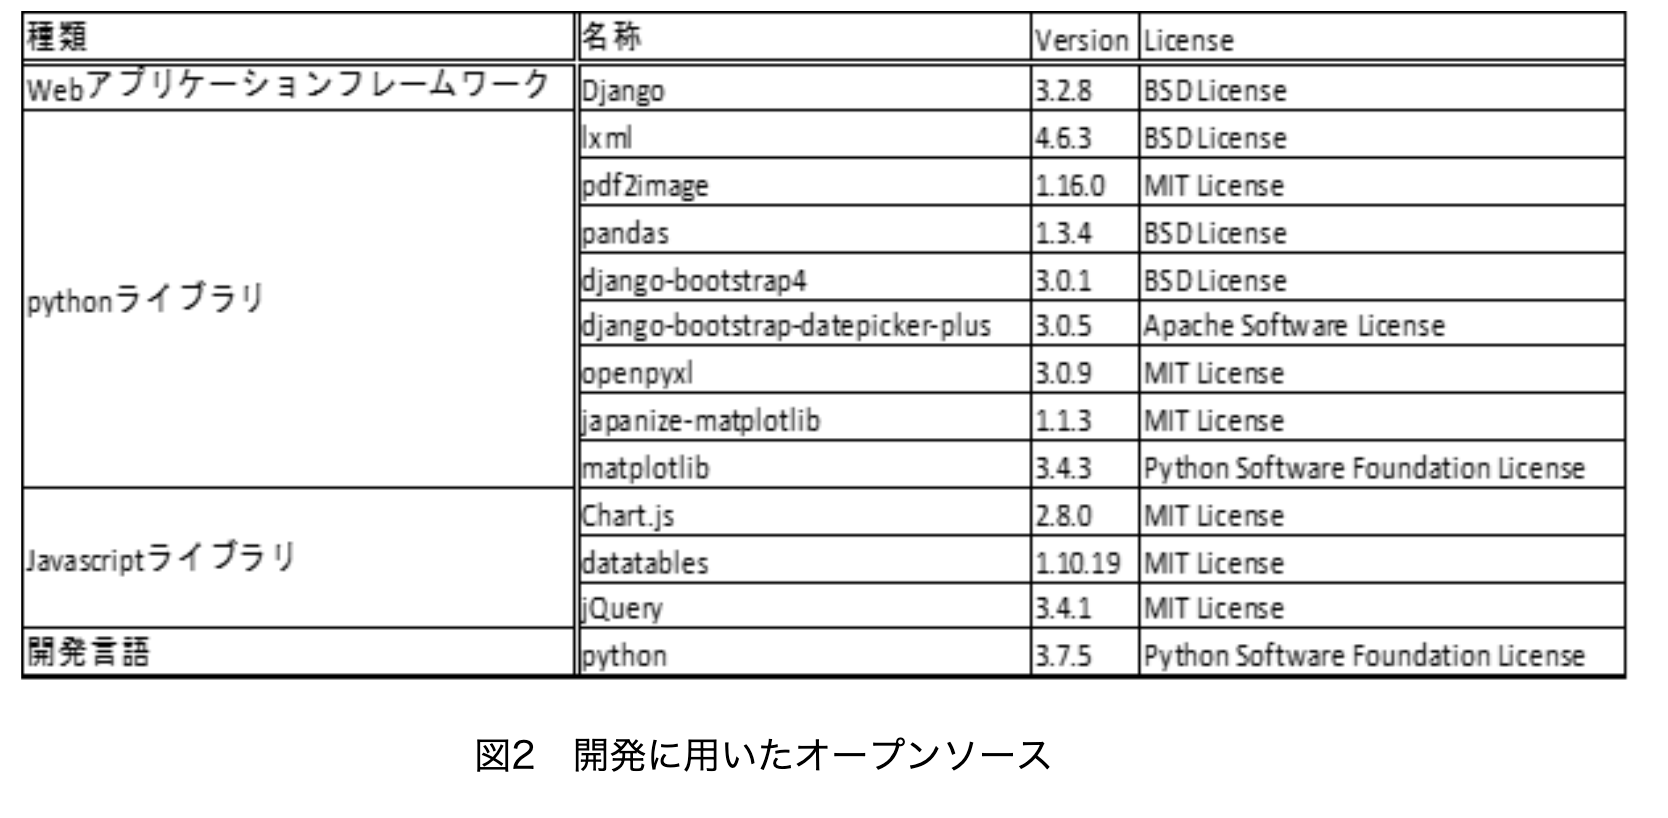 種類 名称 Version License
Webアプリケーションフレームワーク Django 3.2.8 BSD License
lxml 4.6.3 BSD License
pdf2image 1.16.0 MIT License
pandas 1.3.4 BSD License
django-bootstrap4 3.0.1 BSD License
pythonライブラリ
django-bootstrap-datepicker-plus 3.0.5 Apache Software License
openpyxl 3.0.9 MIT License
japanize-matplotlib 1.1.3 MIT License
matplotlib 3.4.3 Python Software Foundation License
Chart.js 2.8.0 MIT License
Javascriptライブラリ datatables 1.10.19 MIT License
jQuery 3.4.1 MIT License
開発言語 python 3.7.5 Python Software Foundation License
図2　開発に用いたオープンソース